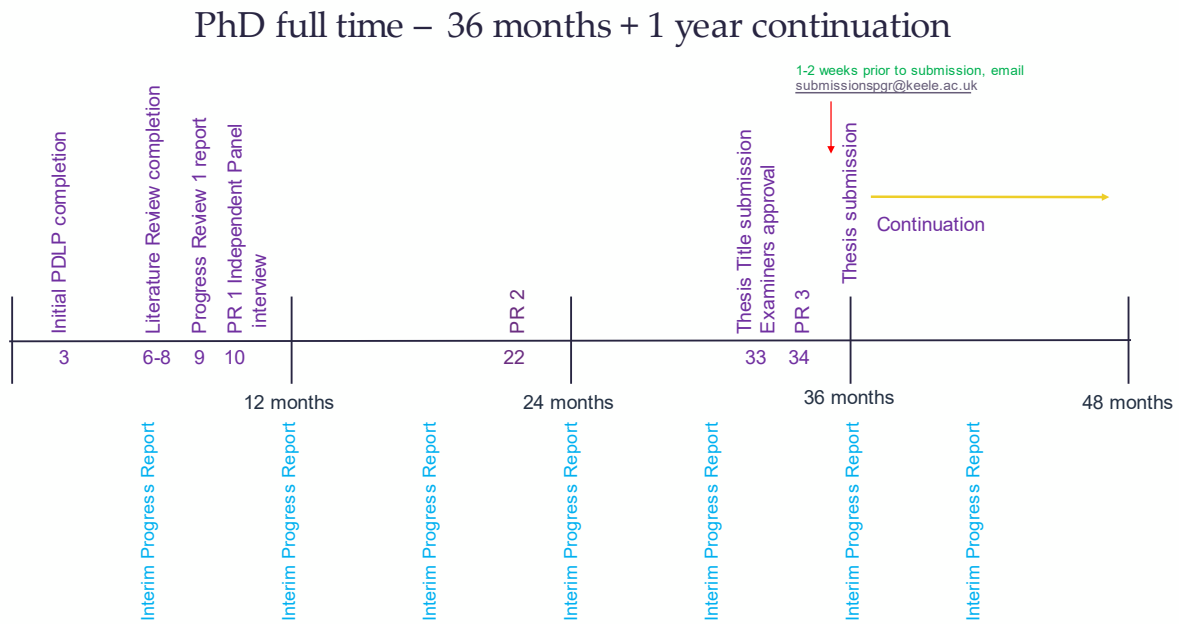 PhD full time – 36 months + 1 year continuation
1-2 weeks prior to submission, email
submissionspgr@keele.ac.uk
Initial PDLP completion
Literature Review completion
Progress Review 1 report
PR 1 Independent Panel
interview
PR 2
Thesis Title submission
Examiners approval
PR 3
Thesis submission
Continuation
3
6-8
9
10
22
33
34
12 months
24 months
36 months
48 months
Interim Progress Report
Interim Progress Report
Interim Progress Report
Interim Progress Report
Interim Progress Report
Interim Progress Report
Interim Progress Report